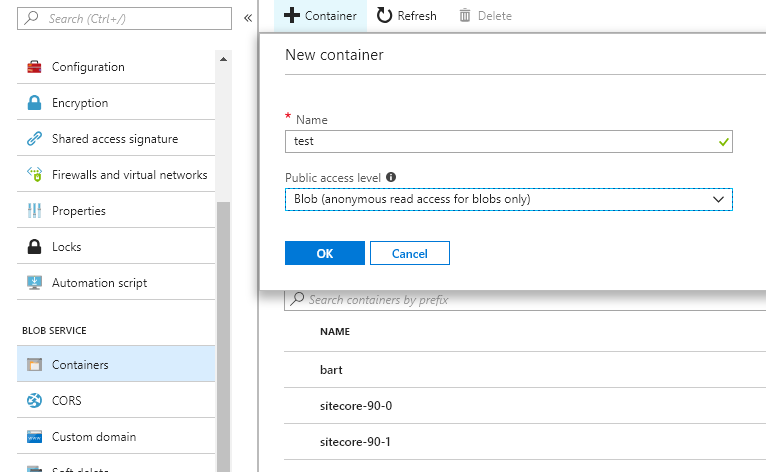 Search (Ctrl+/)
«
Configuration
Encryption
Shared access signature
Firewalls and virtual networks
Properties
Locks
Automation script
BLOB SERVICE
Containers
CORS
Custom domain
Soft delete
+ Container
Refresh
Delete
New container
* Name
test
Public access level
Blob (anonymous read access for blobs only)
OK
Cancel
Search containers by prefix
NAME
bart
sitecore-90-0
sitecore-90-1